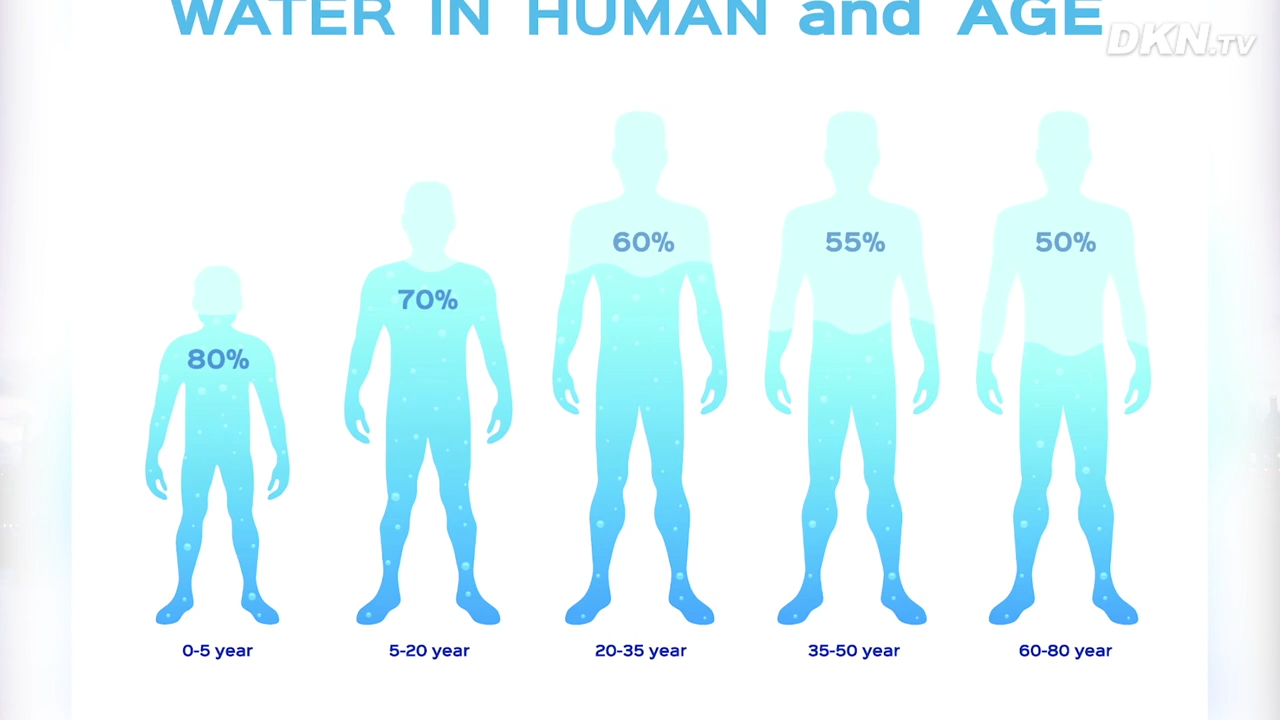 WATER IN HUMAN and AGE
DKN.TV
60%
55%
50%
70%
80%
0-5 year
5-20 year
20-35 year
35-50 year
60-80 year